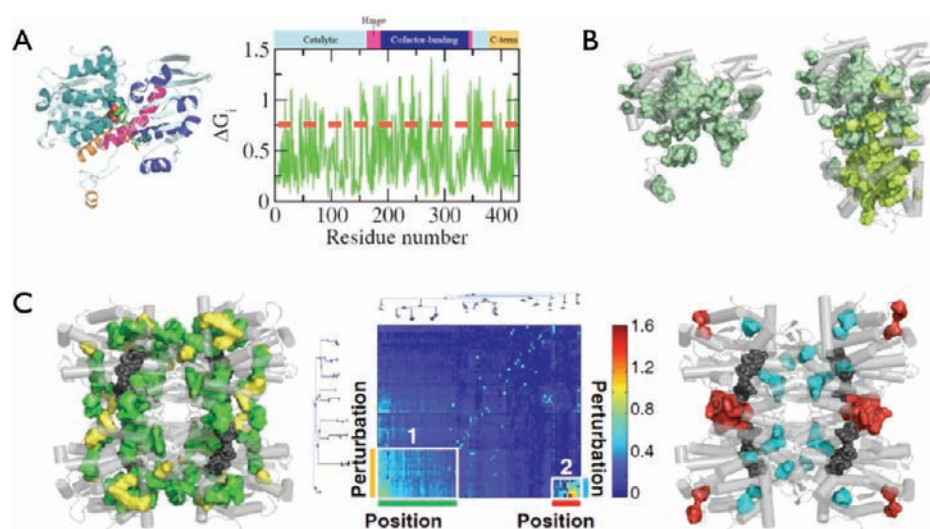 A
Hinge
Catalytic
Cofactor-binding
C-term
1.5
1
0.5
0
ΔGi
0 100 200 300 400
Residue number
B
C
Perturbation
1
2
Perturbation
Position
Position
1.6
1.2
0.8
0.4
0